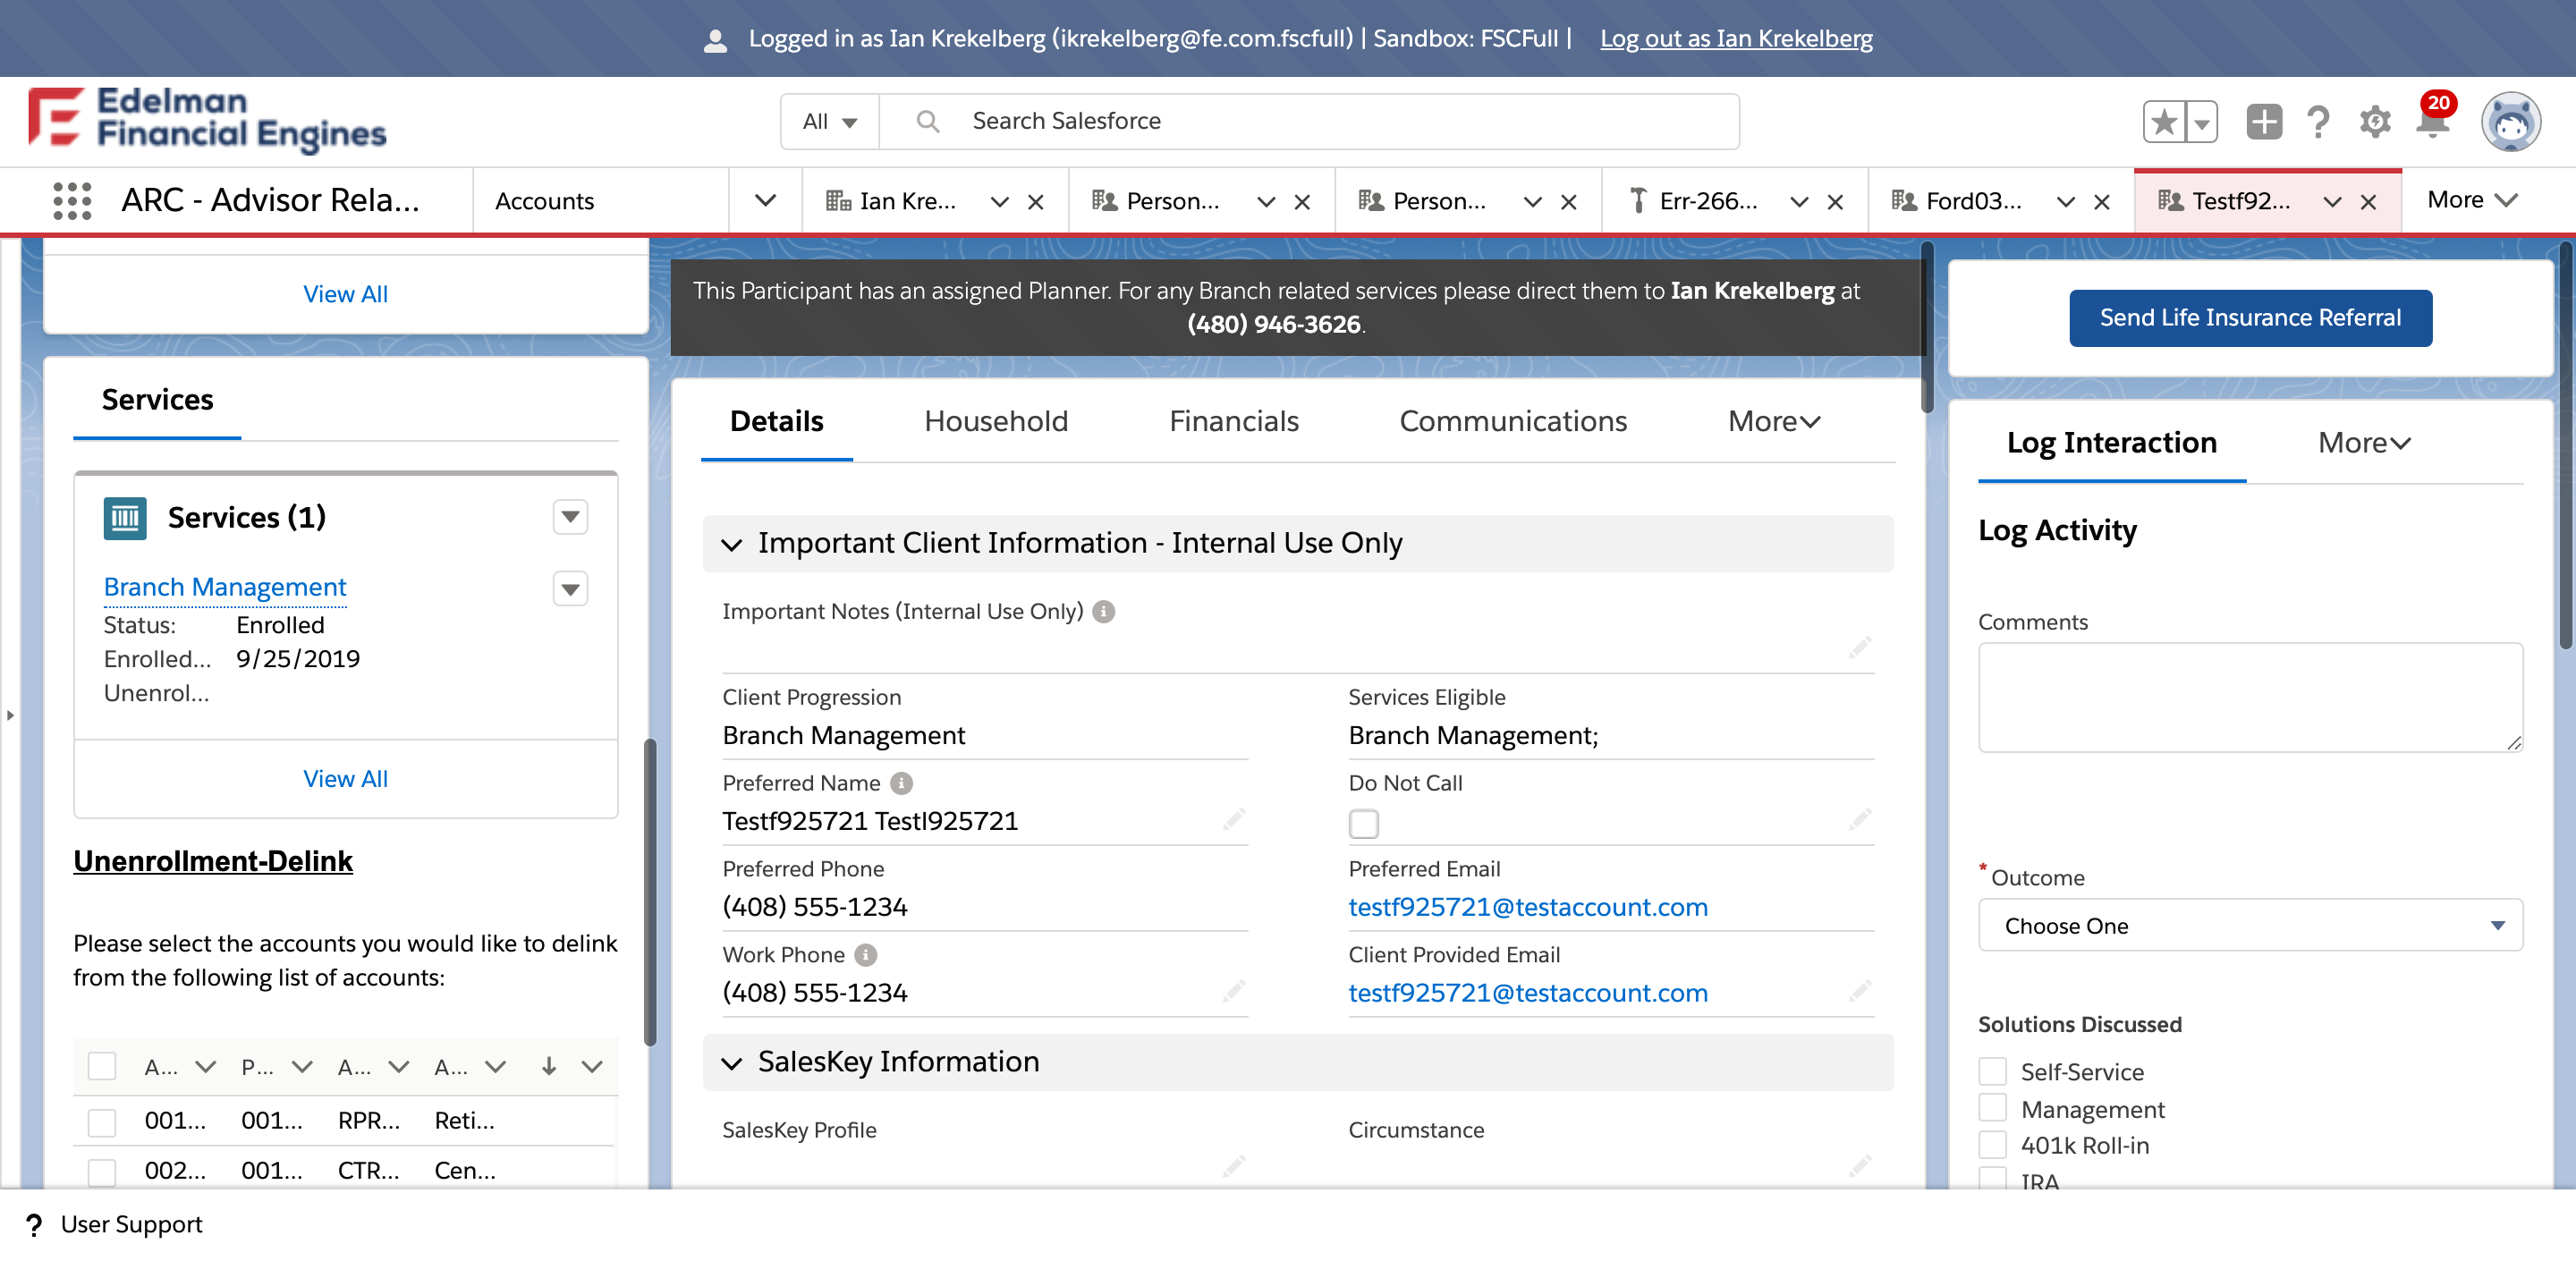 Logged in as Ian Krekelberg (ikrekelberg@fe.com.fscfull) | Sandbox: FSCFull | Log out as Ian Krekelberg
Edelman
Financial Engines
All
Search Salesforce
20
ARC - Advisor Rela...
Accounts
Ian Kre...
Person...
Person...
Err-266...
Ford03...
Testf92...
More
View All
Services
Services (1)
Branch Management
Status: Enrolled
Enrolled... 9/25/2019
Unenrol...
View All
Unenrollment-Delink
Please select the accounts you would like to delink
from the following list of accounts:
A... P... A... A...
001... 001... RPR... Reti...
002... 001... CTR... Cen...
This Participant has an assigned Planner. For any Branch related services please direct them to Ian Krekelberg at
(480) 946-3626.
Details
Household
Financials
Communications
More
Important Client Information - Internal Use Only
Important Notes (Internal Use Only)
Client Progression
Branch Management
Services Eligible
Branch Management;
Preferred Name
Testf925721 Testl925721
Do Not Call
Preferred Phone
(408) 555-1234
Preferred Email
testf925721@testaccount.com
Work Phone
(408) 555-1234
Client Provided Email
testf925721@testaccount.com
SalesKey Information
SalesKey Profile
Circumstance
Send Life Insurance Referral
Log Interaction
More
Log Activity
Comments
* Outcome
Choose One
Solutions Discussed
Self-Service
Management
401k Roll-in
IRA
? User Support